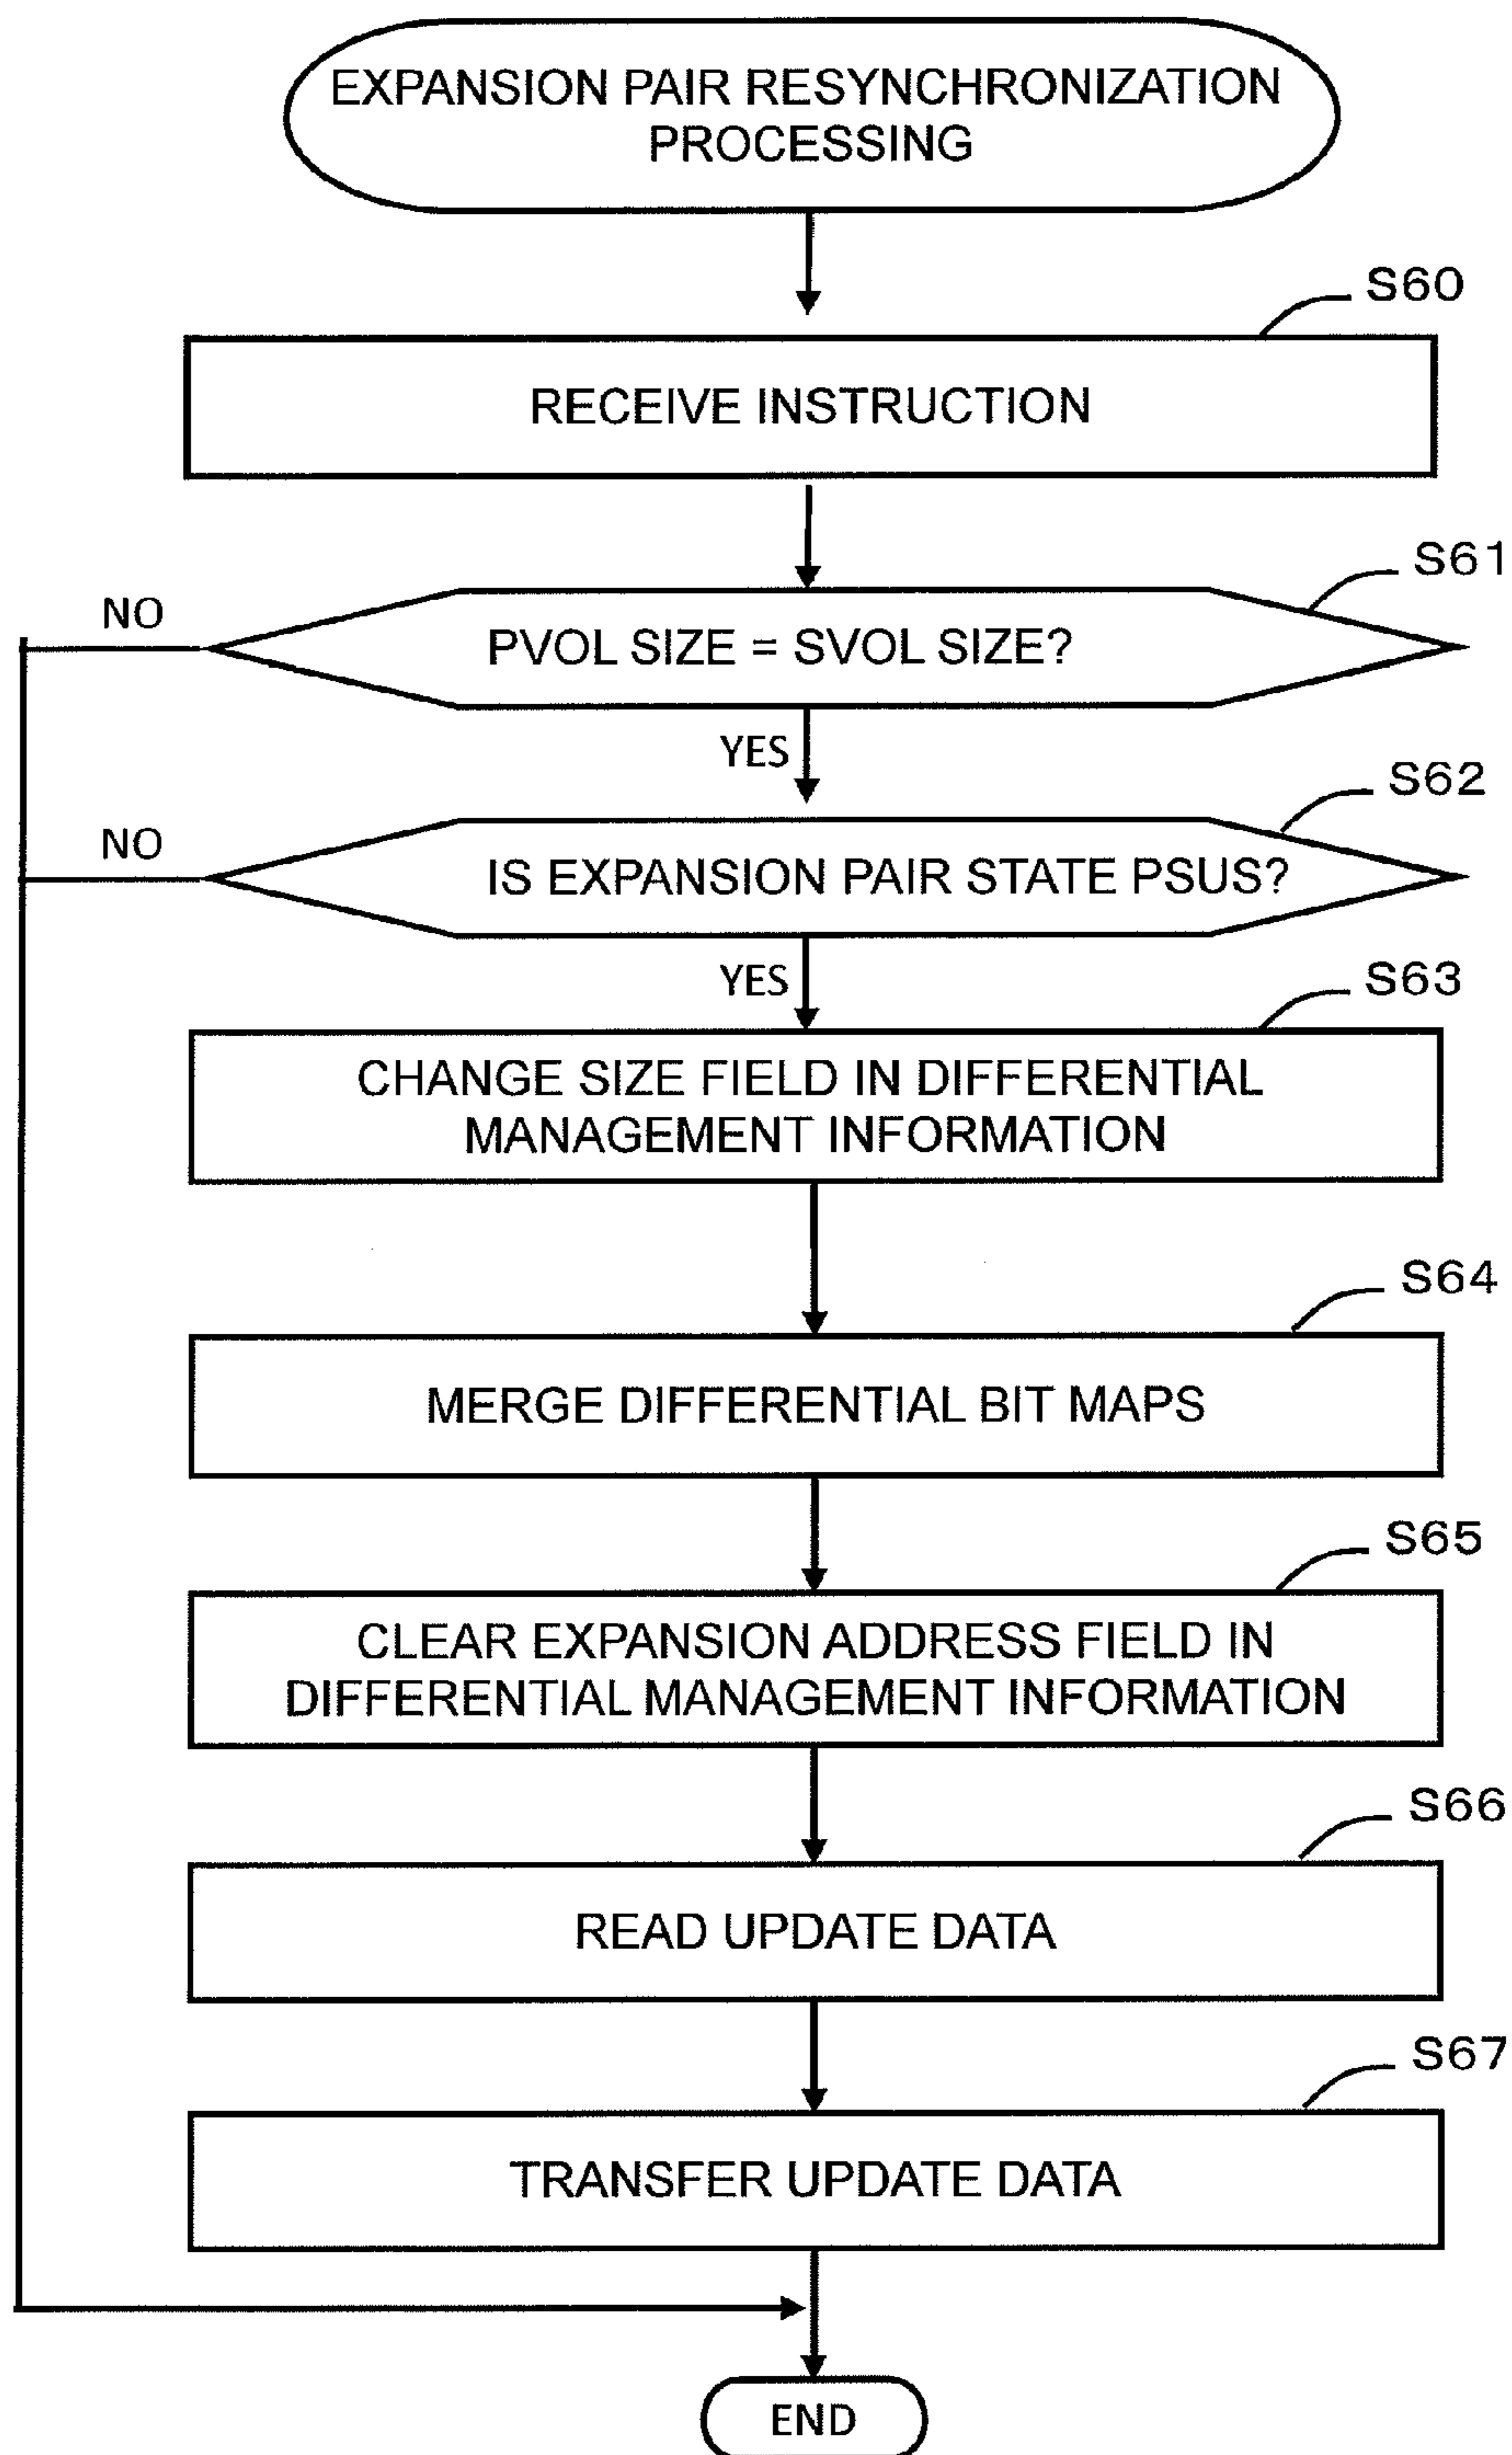 EXPANSION PAIR RESYNCHRONIZATION
PROCESSING
S60
RECEIVE INSTRUCTION
S61
NO
PVOL SIZE = SVOL SIZE?
YES
S62
NO
IS EXPANSION PAIR STATE PSUS?
YES
S63
CHANGE SIZE FIELD IN DIFFERENTIAL
MANAGEMENT INFORMATION
S64
MERGE DIFFERENTIAL BIT MAPS
S65
CLEAR EXPANSION ADDRESS FIELD IN
DIFFERENTIAL MANAGEMENT INFORMATION
S66
READ UPDATE DATA
S67
TRANSFER UPDATE DATA
END